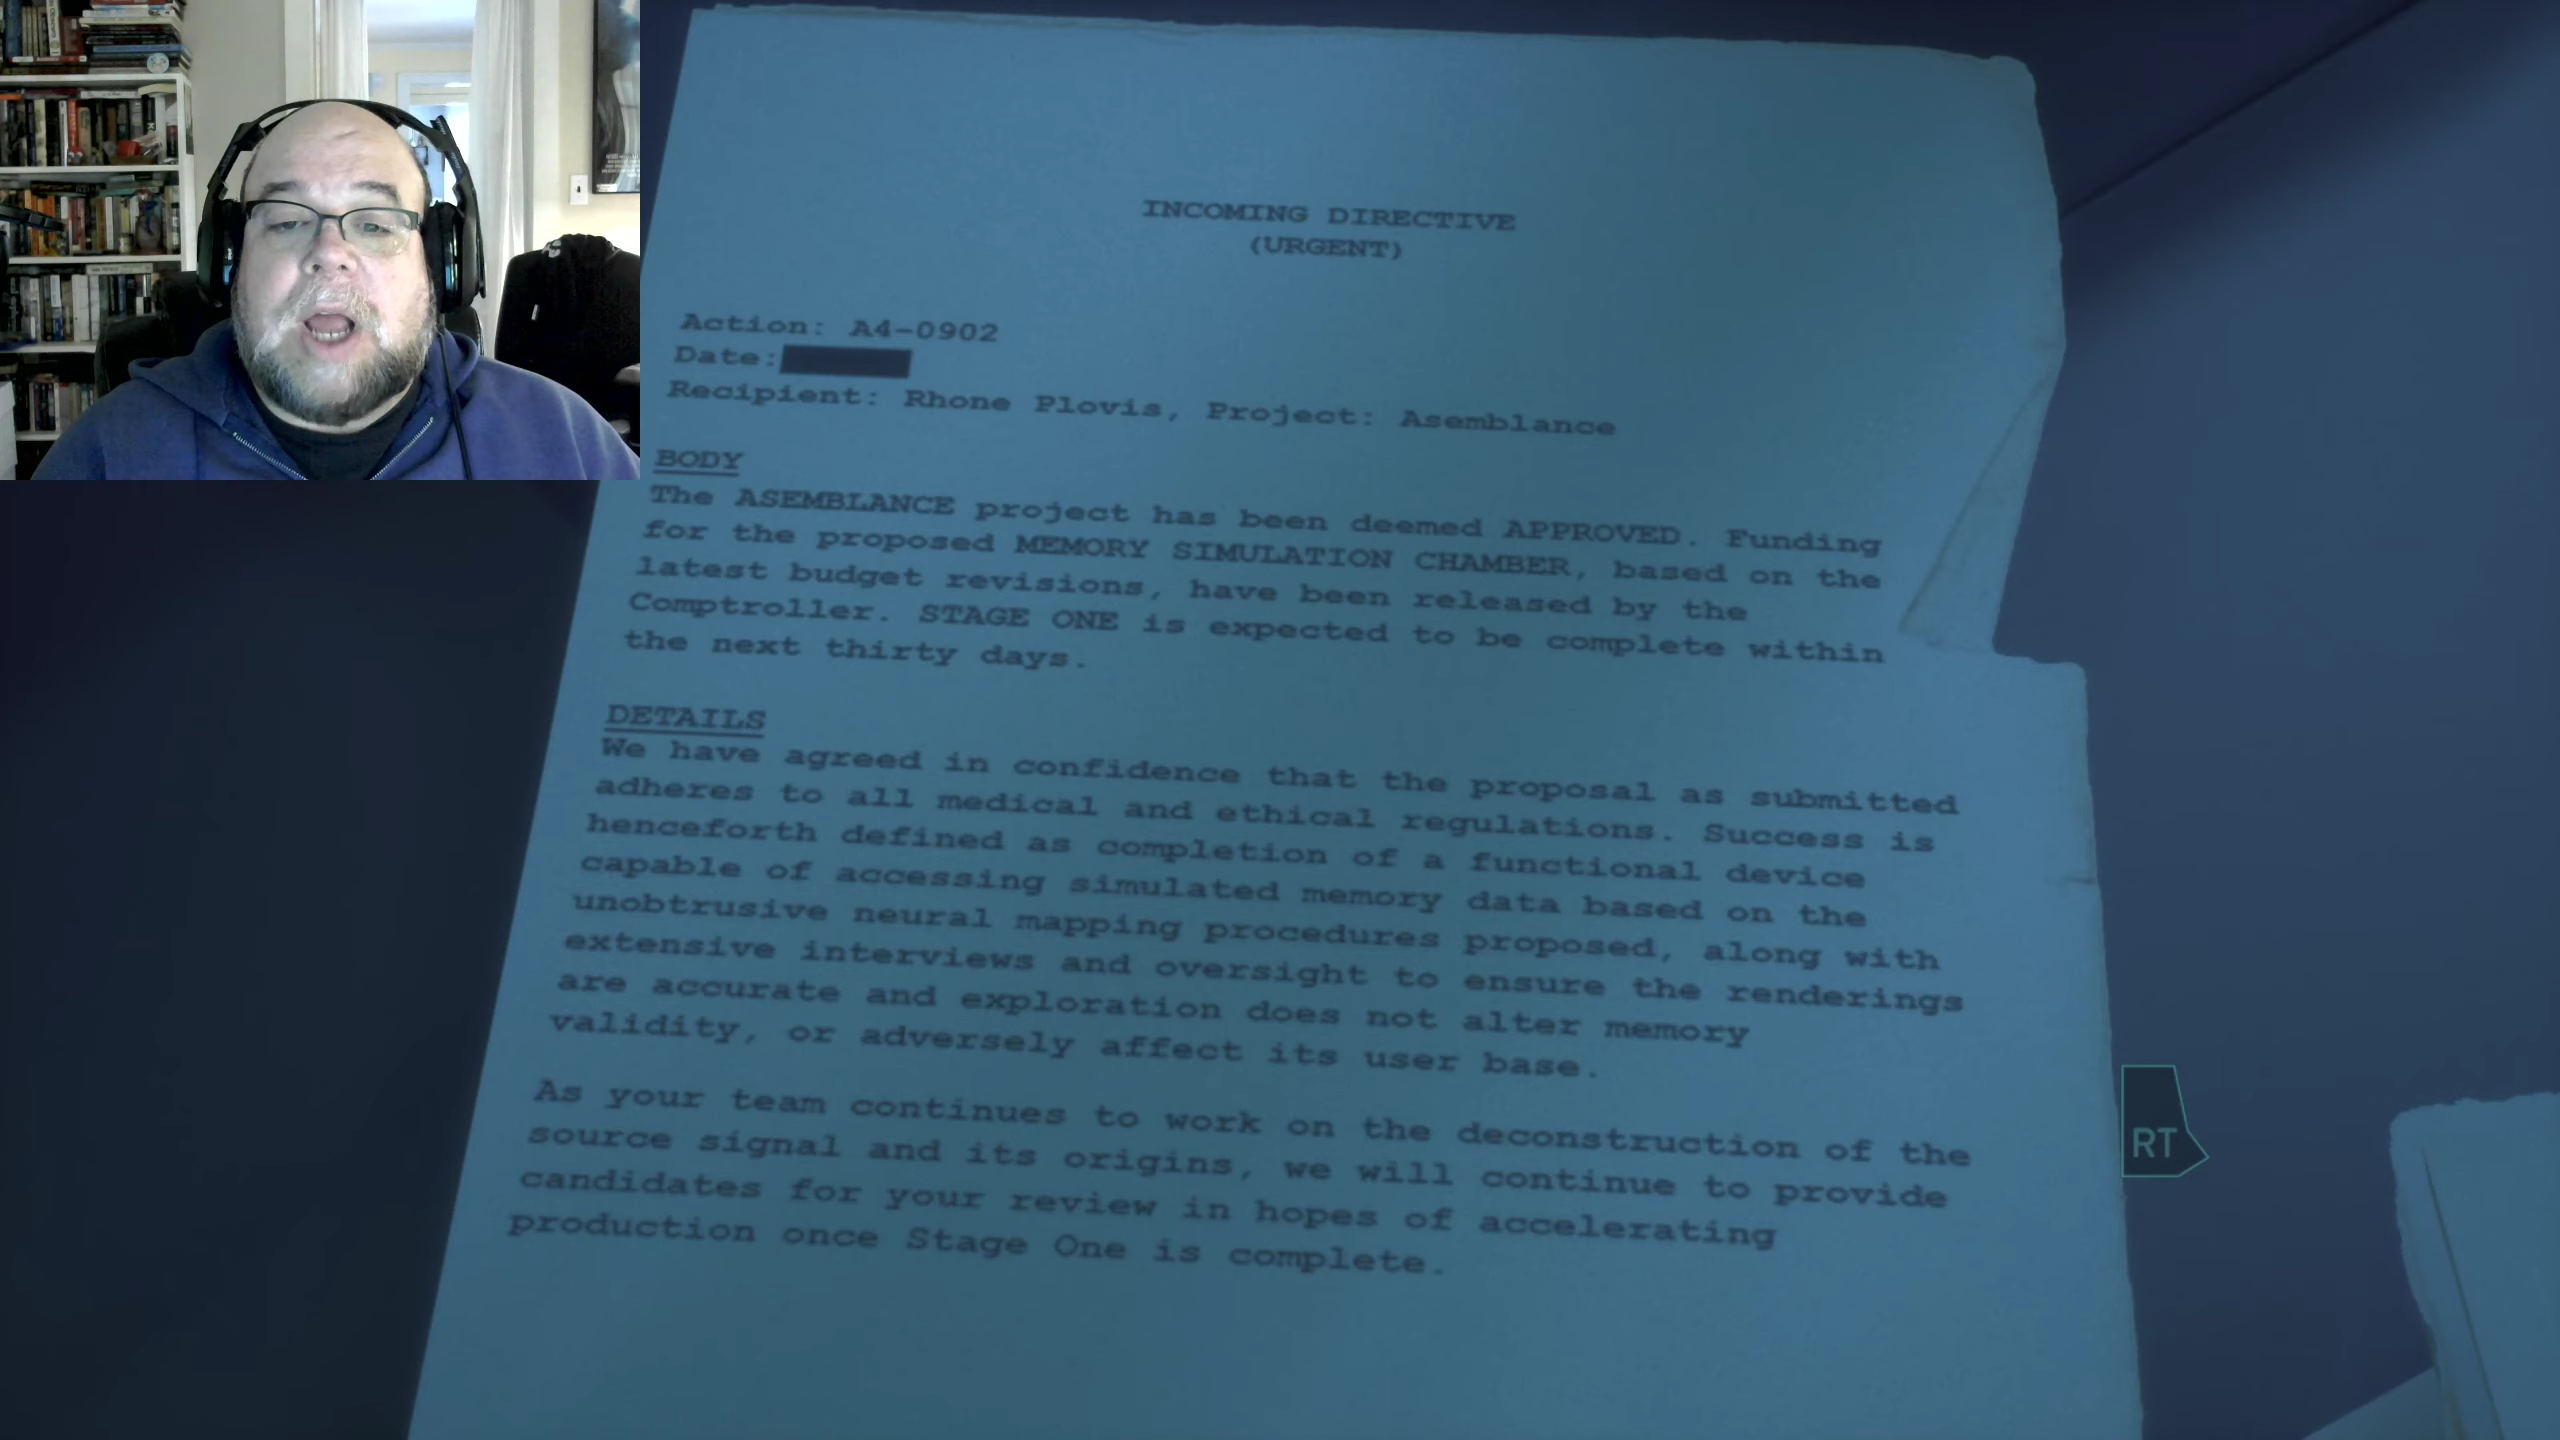 INCOMING DIRECTIVE
(URGENT)
Action: A4-0902
Date:
Recipient: Rhone Plovis, Project: Asemblance
BODY
The ASEMBLANCE project has been deemed APPROVED. Funding
for the proposed MEMORY SIMULATION CHAMBER, based on the
latest budget revisions, have been released by the
Comptroller. STAGE ONE is expected to be complete within
the next thirty days.
DETAILS
We have agreed in confidence that the proposal as submitted
adheres to all medical and ethical regulations. Success is
henceforth defined as completion of a functional device
capable of accessing simulated memory data based on the
unobtrusive neural mapping procedures proposed, along with
extensive interviews and oversight to ensure the renderings
are accurate and exploration does not alter memory
validity, or adversely affect its user base.
As your team continues to work on the deconstruction of the
source signal and its origins, we will continue to provide
candidates for your review in hopes of accelerating
production once Stage One is complete.
RT